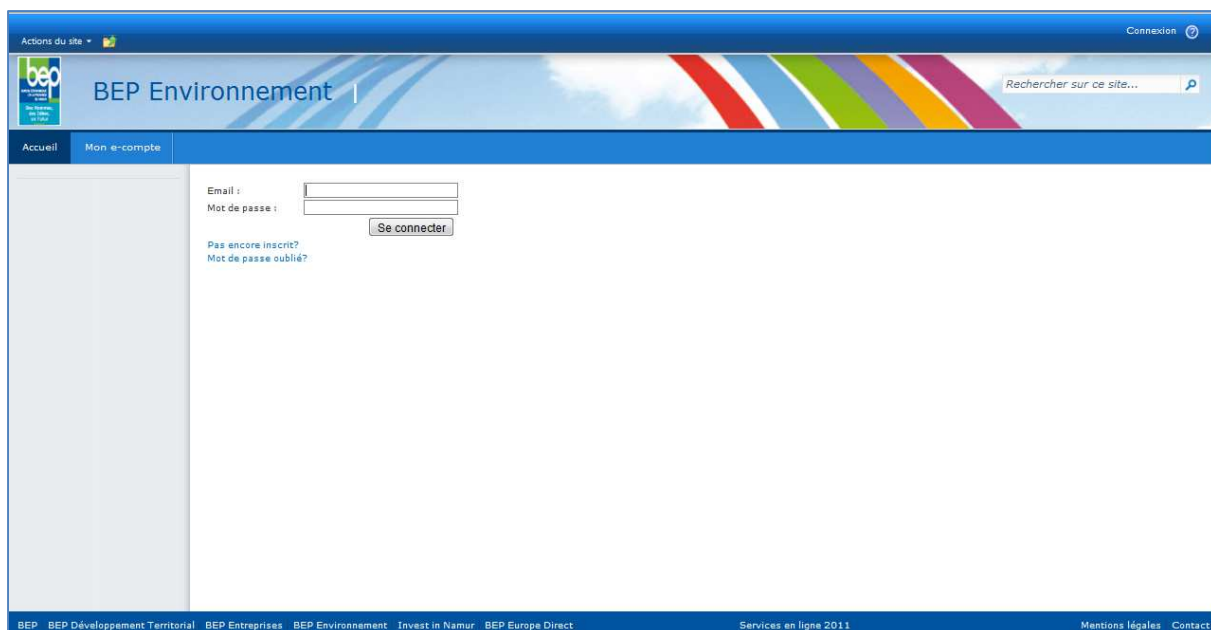 Connexion
Actions du site
bep
BEP Environnement
Rechercher sur ce site...
Accueil Mon e-compte
Email :
Mot de passe :
Se connecter
Pas encore inscrit?
Mot de passe oublié?
BEP BEP Développement Territorial BEP Entreprises BEP Environnement Invest in Namur BEP Europe Direct Services en ligne 2011 Mentions légales Contact